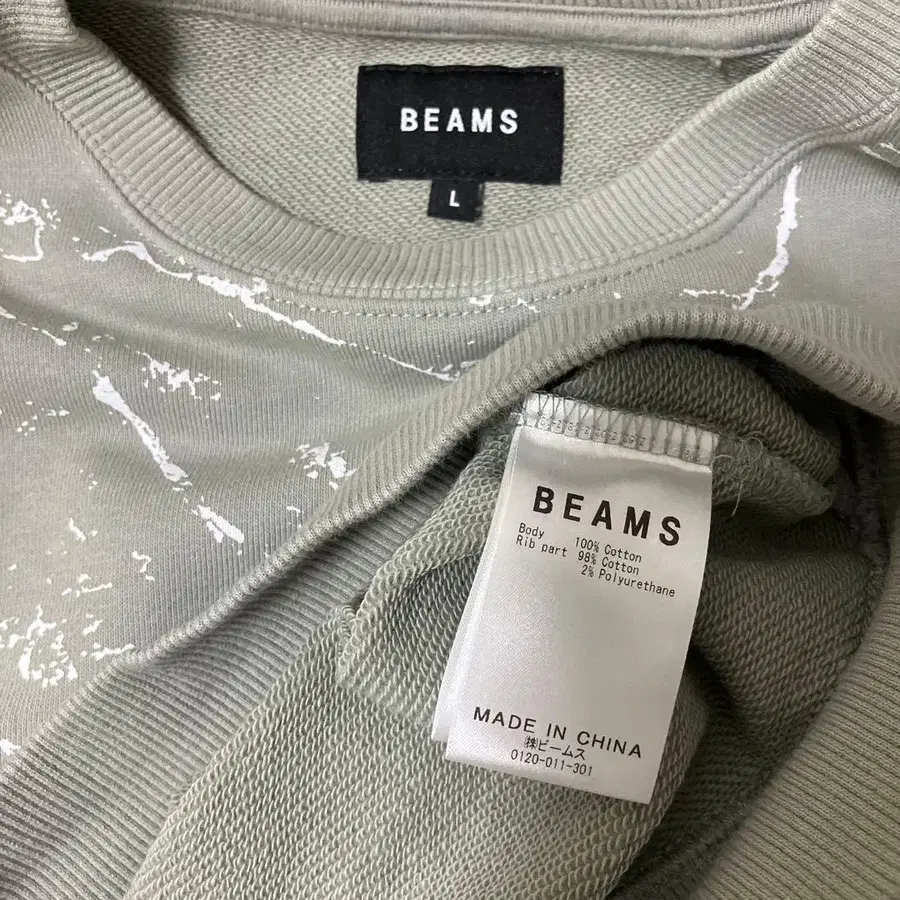 BEAMS
L
BEAMS
Body 100% Cotton
Rib part 98% Cotton
2% Polyurethane
MADE IN CHINA
㈱ビームス
0120-011-301